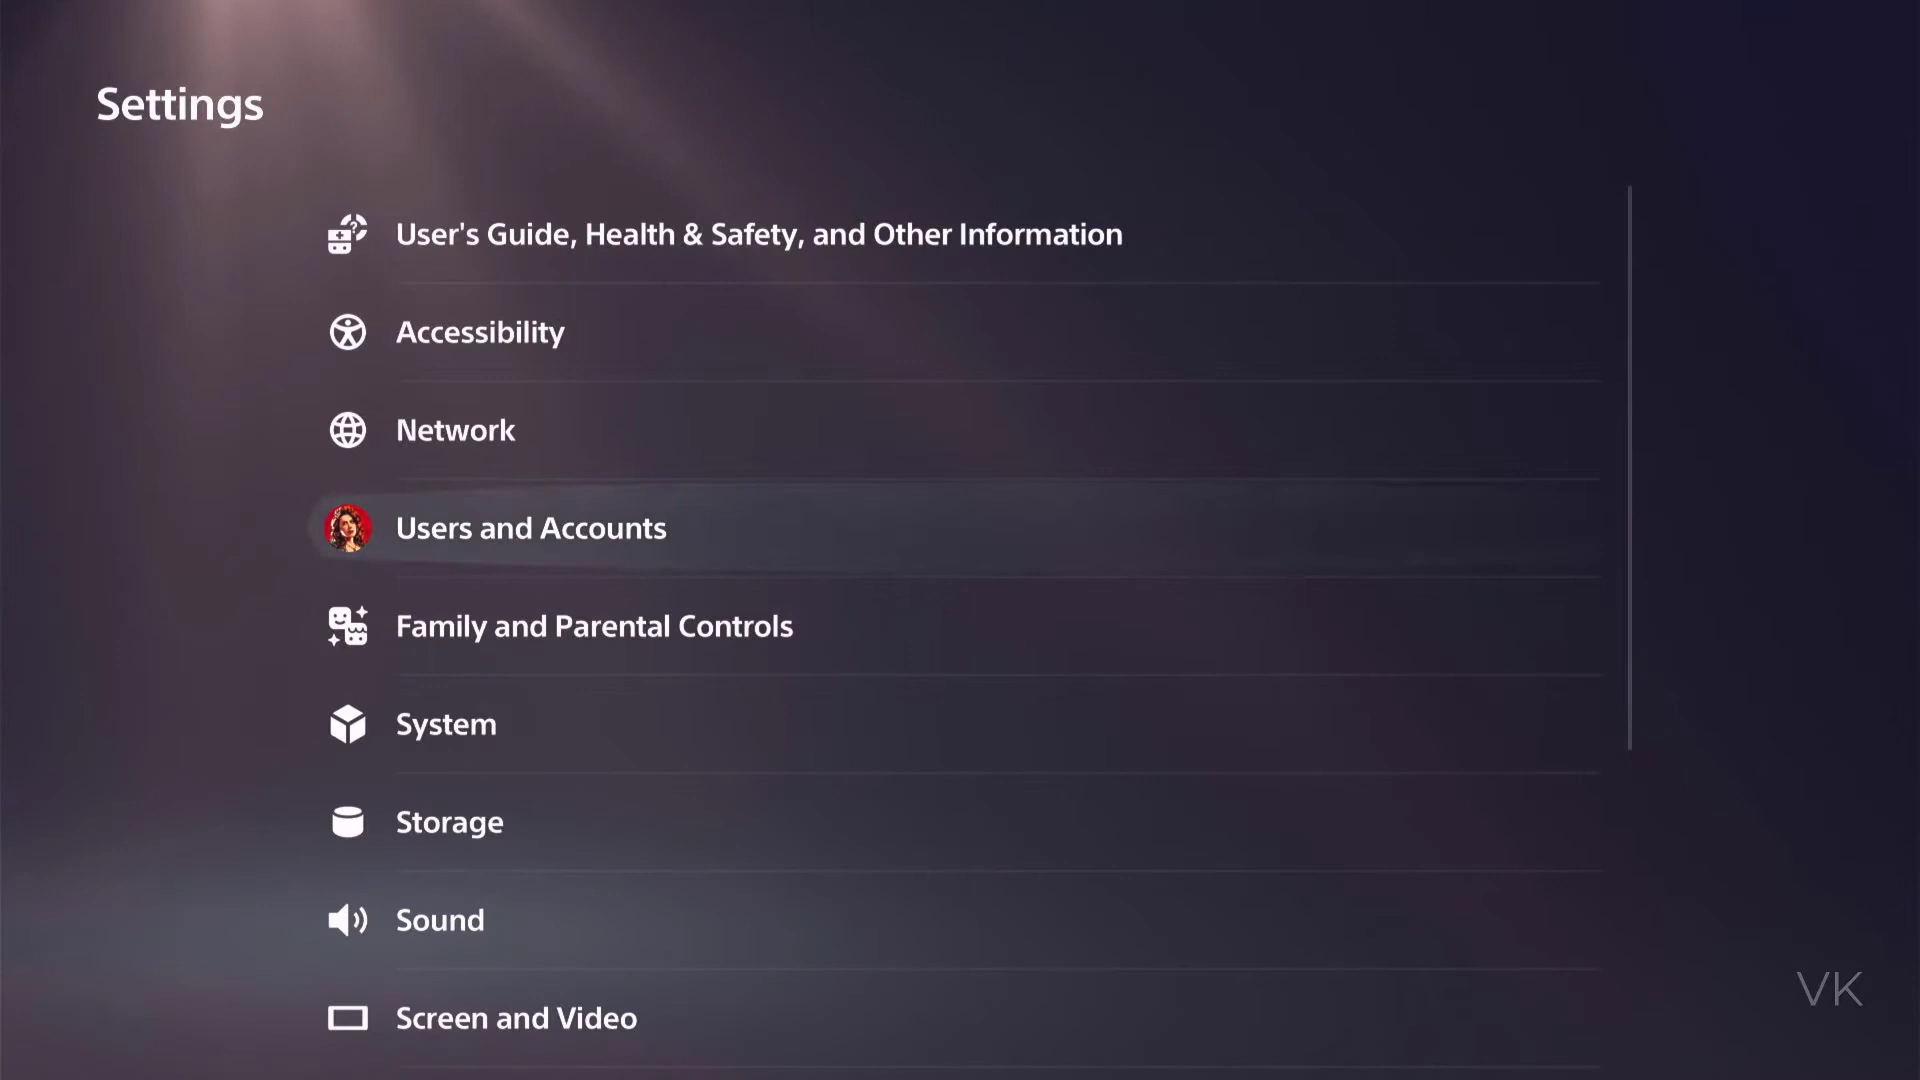 Settings
User's Guide, Health & Safety, and Other Information
Accessibility
Network
Users and Accounts
Family and Parental Controls
System
Storage
Sound
Screen and Video
VK